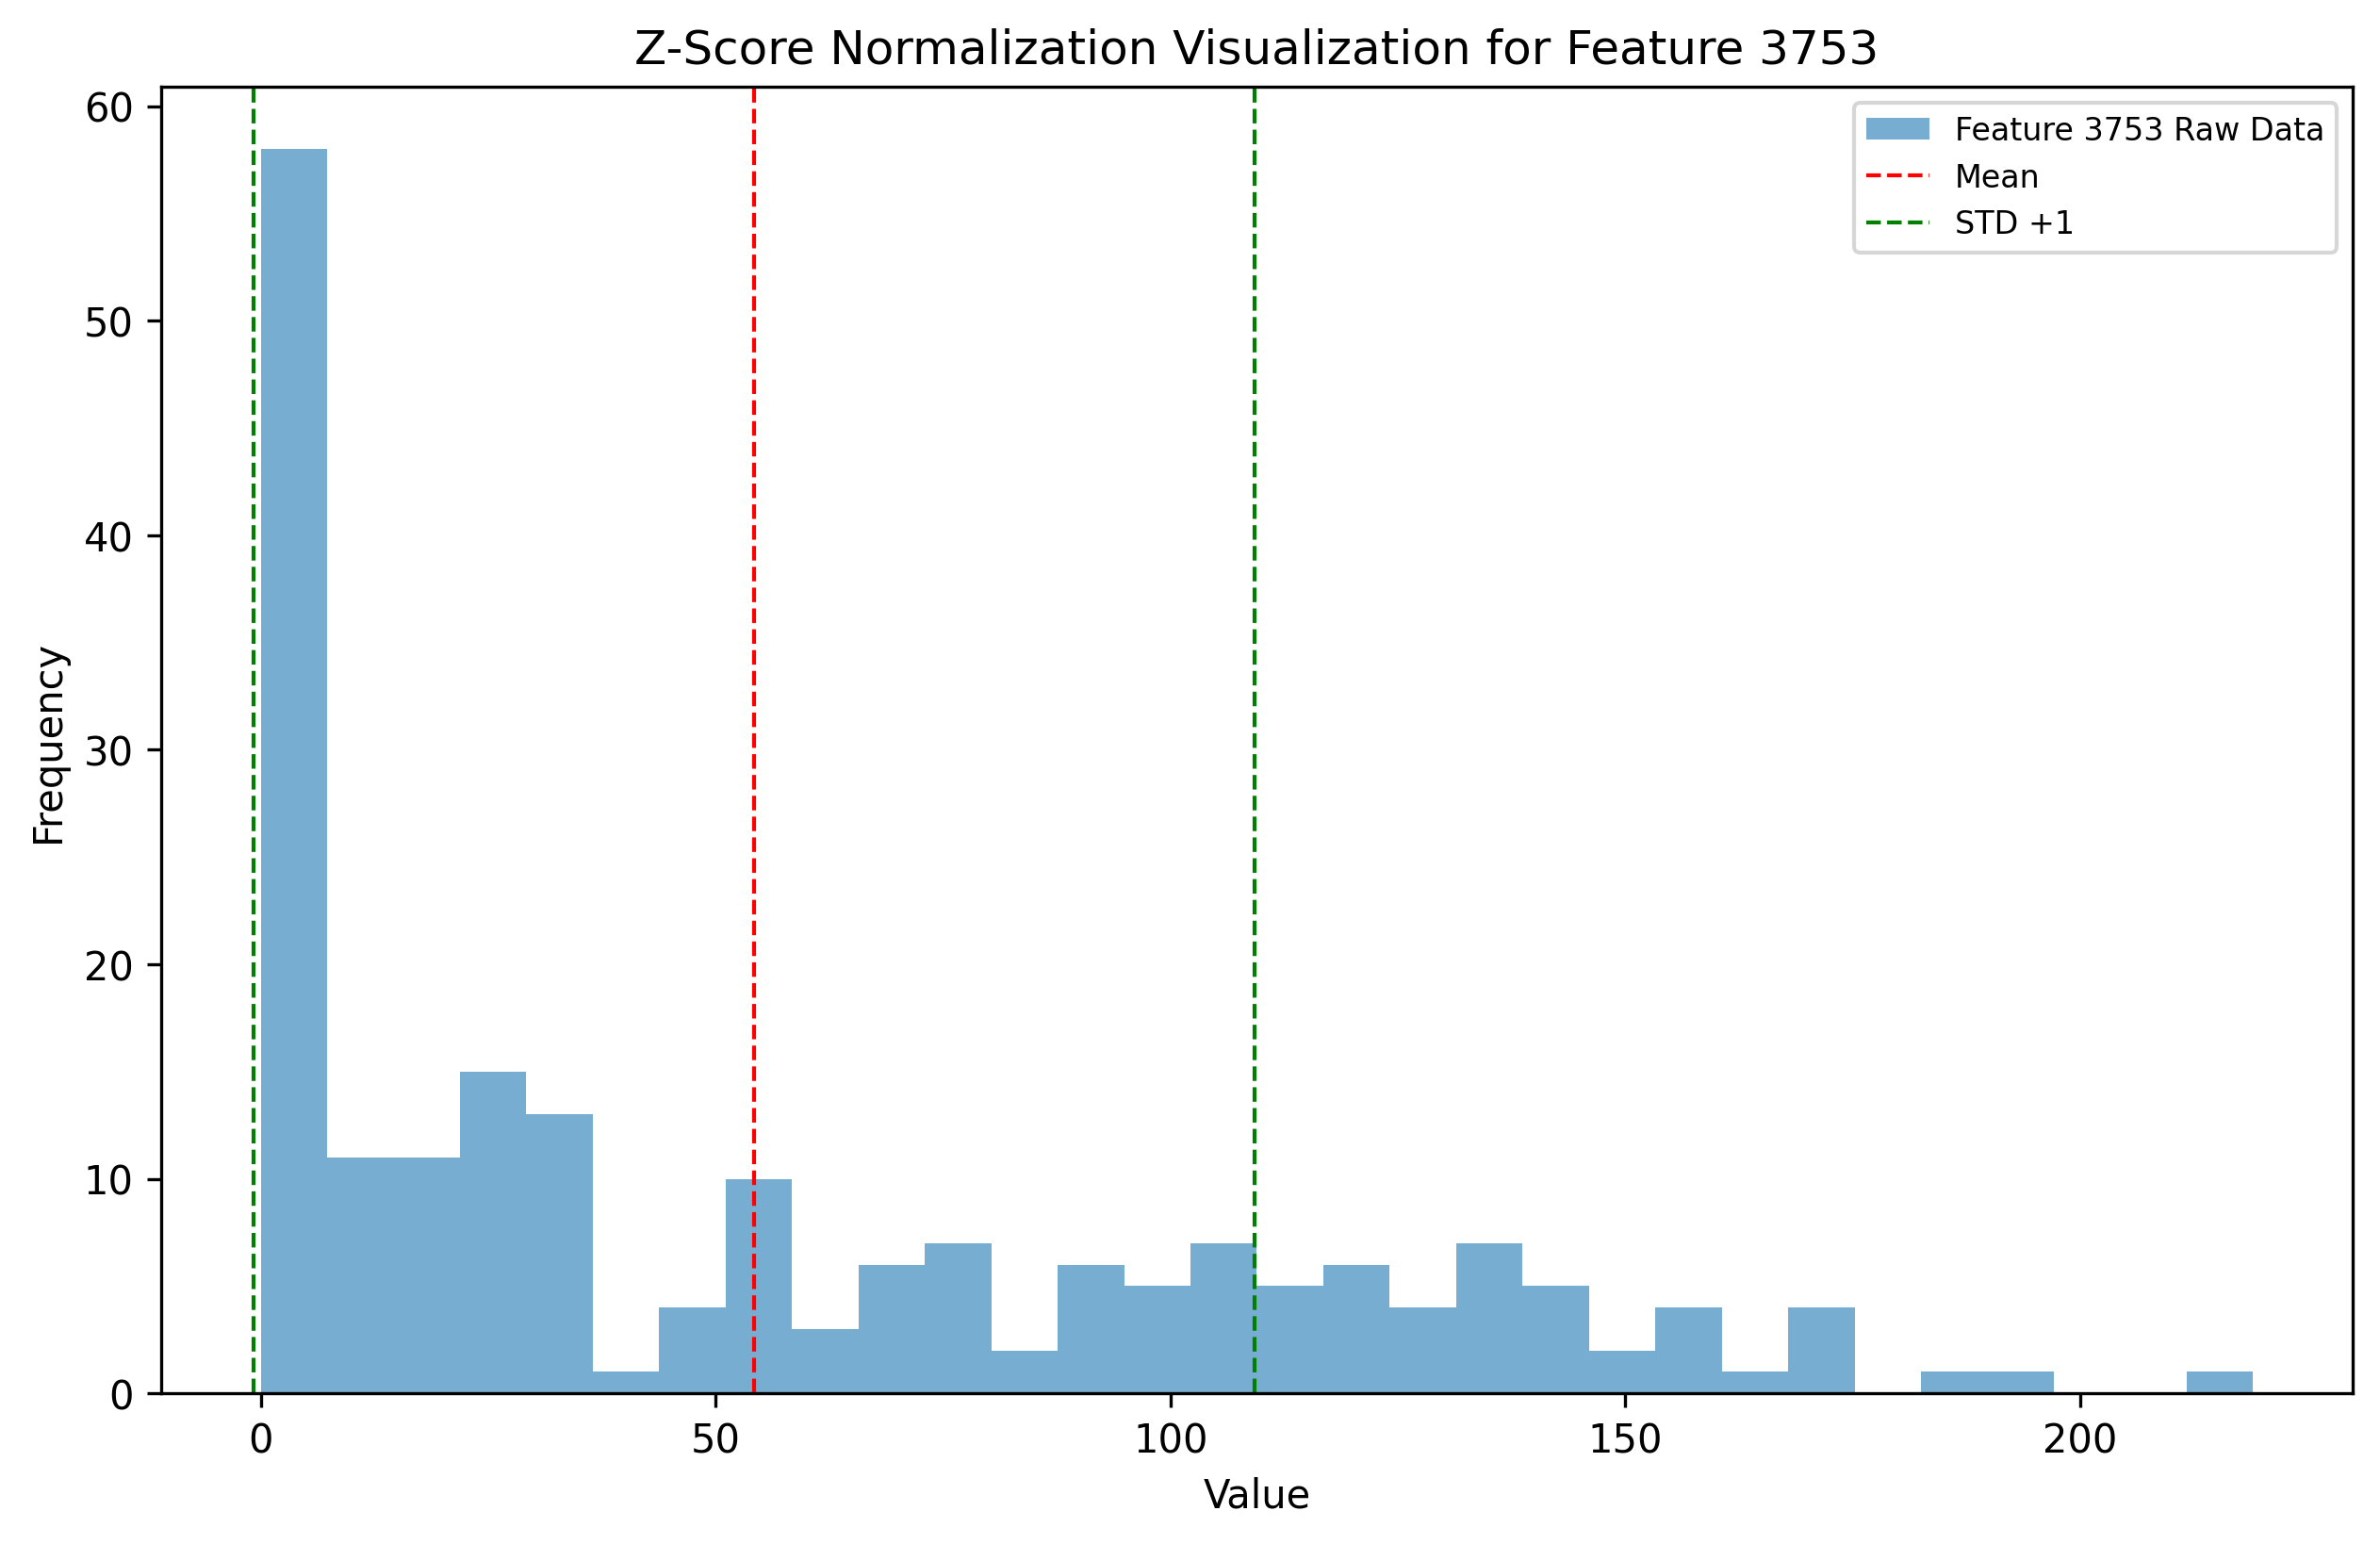 Z-Score Normalization Visualization for Feature 3753
Feature 3753 Raw Data
Mean
STD +1
60
50
40
30
20
10
0
Frequency
0 50 100 150 200
Value